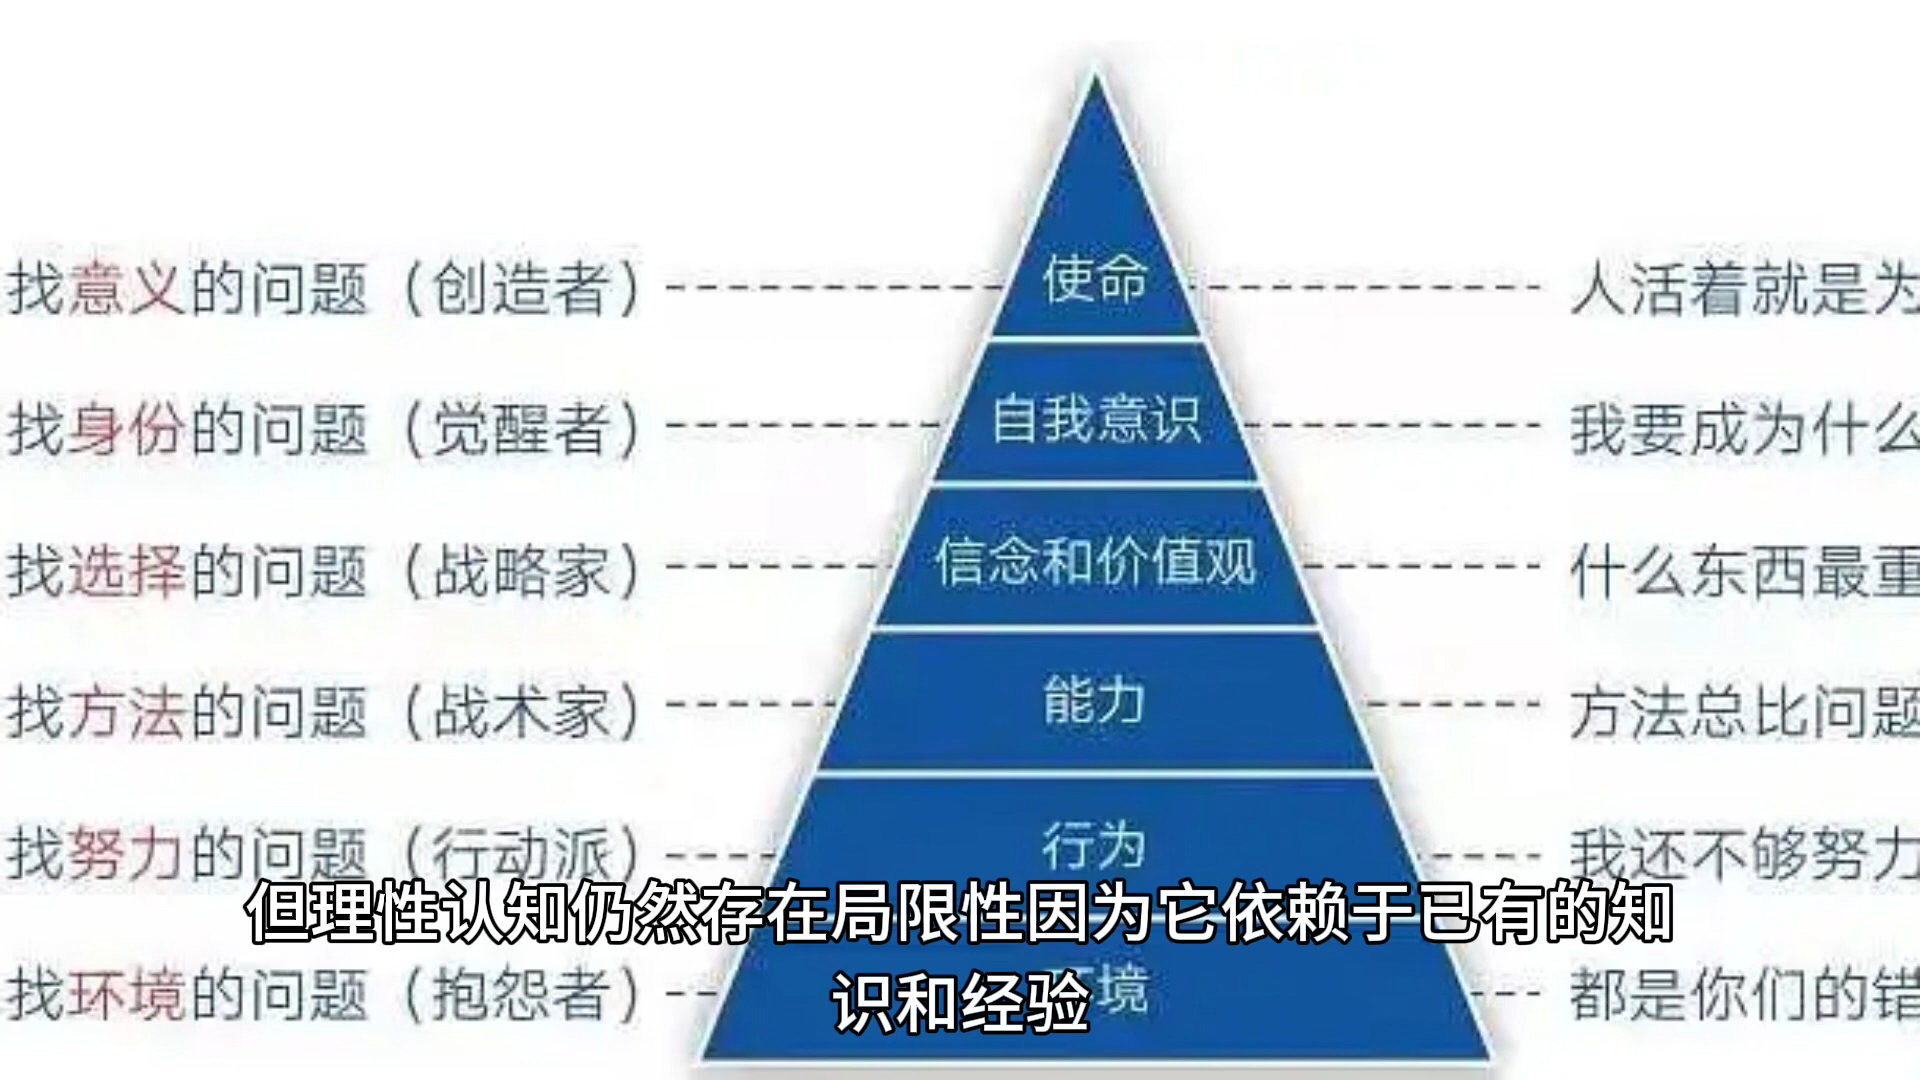 找意义的问题（创造者） 使命 人活着就是为
找身份的问题（觉醒者） 自我意识 我要成为什么
找选择的问题（战略家） 信念和价值观 什么东西最重
找方法的问题（战术家） 能力 方法总比问题
找努力的问题（行动派） 行为 我还不够努力
但理性认知仍然存在局限性因为它依赖于已有的知
找环境的问题（抱怨者） 境 都是你们的错
识和经验